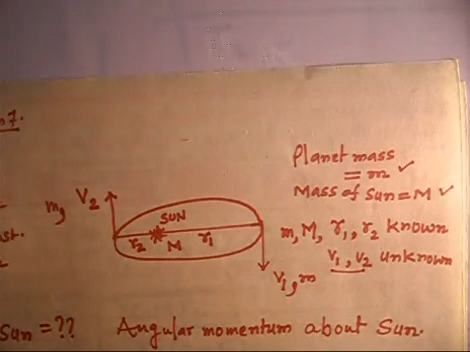 7.
Planet mass
= m ✓
Mass of Sun = M ✓
m, V₂
SUN
r₂ M r₁
m, M, r₁, r₂ known
V₁, V₂ unknown
V₁, m
Sun = ?? Angular momentum about Sun.